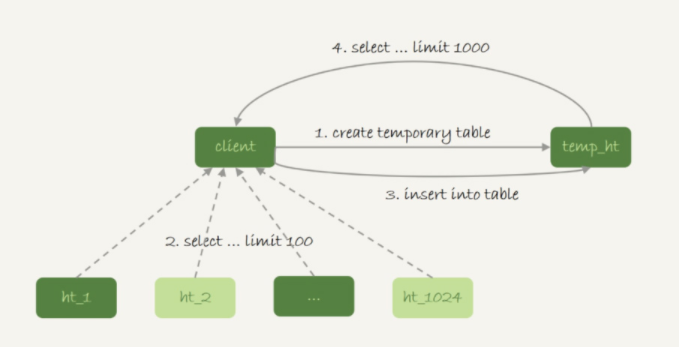 4. select ... limit 1000
client
1. create temporary table
temp_ht
3. insert into table
2. select ... limit 100
ht_1
ht_2
...
ht_1024